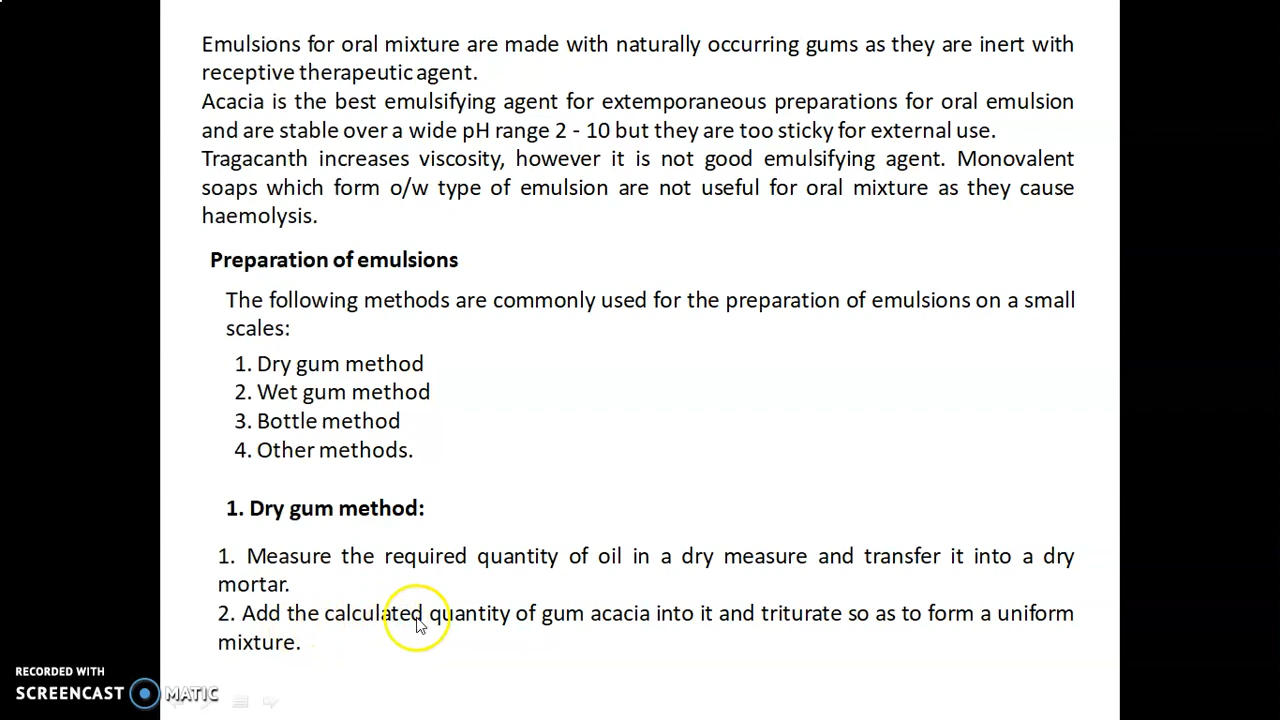 Emulsions for oral mixture are made with naturally occurring gums as they are inert with
receptive therapeutic agent.
Acacia is the best emulsifying agent for extemporaneous preparations for oral emulsion
and are stable over a wide pH range 2 - 10 but they are too sticky for external use.
Tragacanth increases viscosity, however it is not good emulsifying agent. Monovalent
soaps which form o/w type of emulsion are not useful for oral mixture as they cause
haemolysis.
Preparation of emulsions
The following methods are commonly used for the preparation of emulsions on a small
scales:
1. Dry gum method
2. Wet gum method
3. Bottle method
4. Other methods.
1. Dry gum method:
1. Measure the required quantity of oil in a dry measure and transfer it into a dry
mortar.
2. Add the calculated quantity of gum acacia into it and triturate so as to form a uniform
mixture.
RECORDED WITH
SCREENCAST MATIC